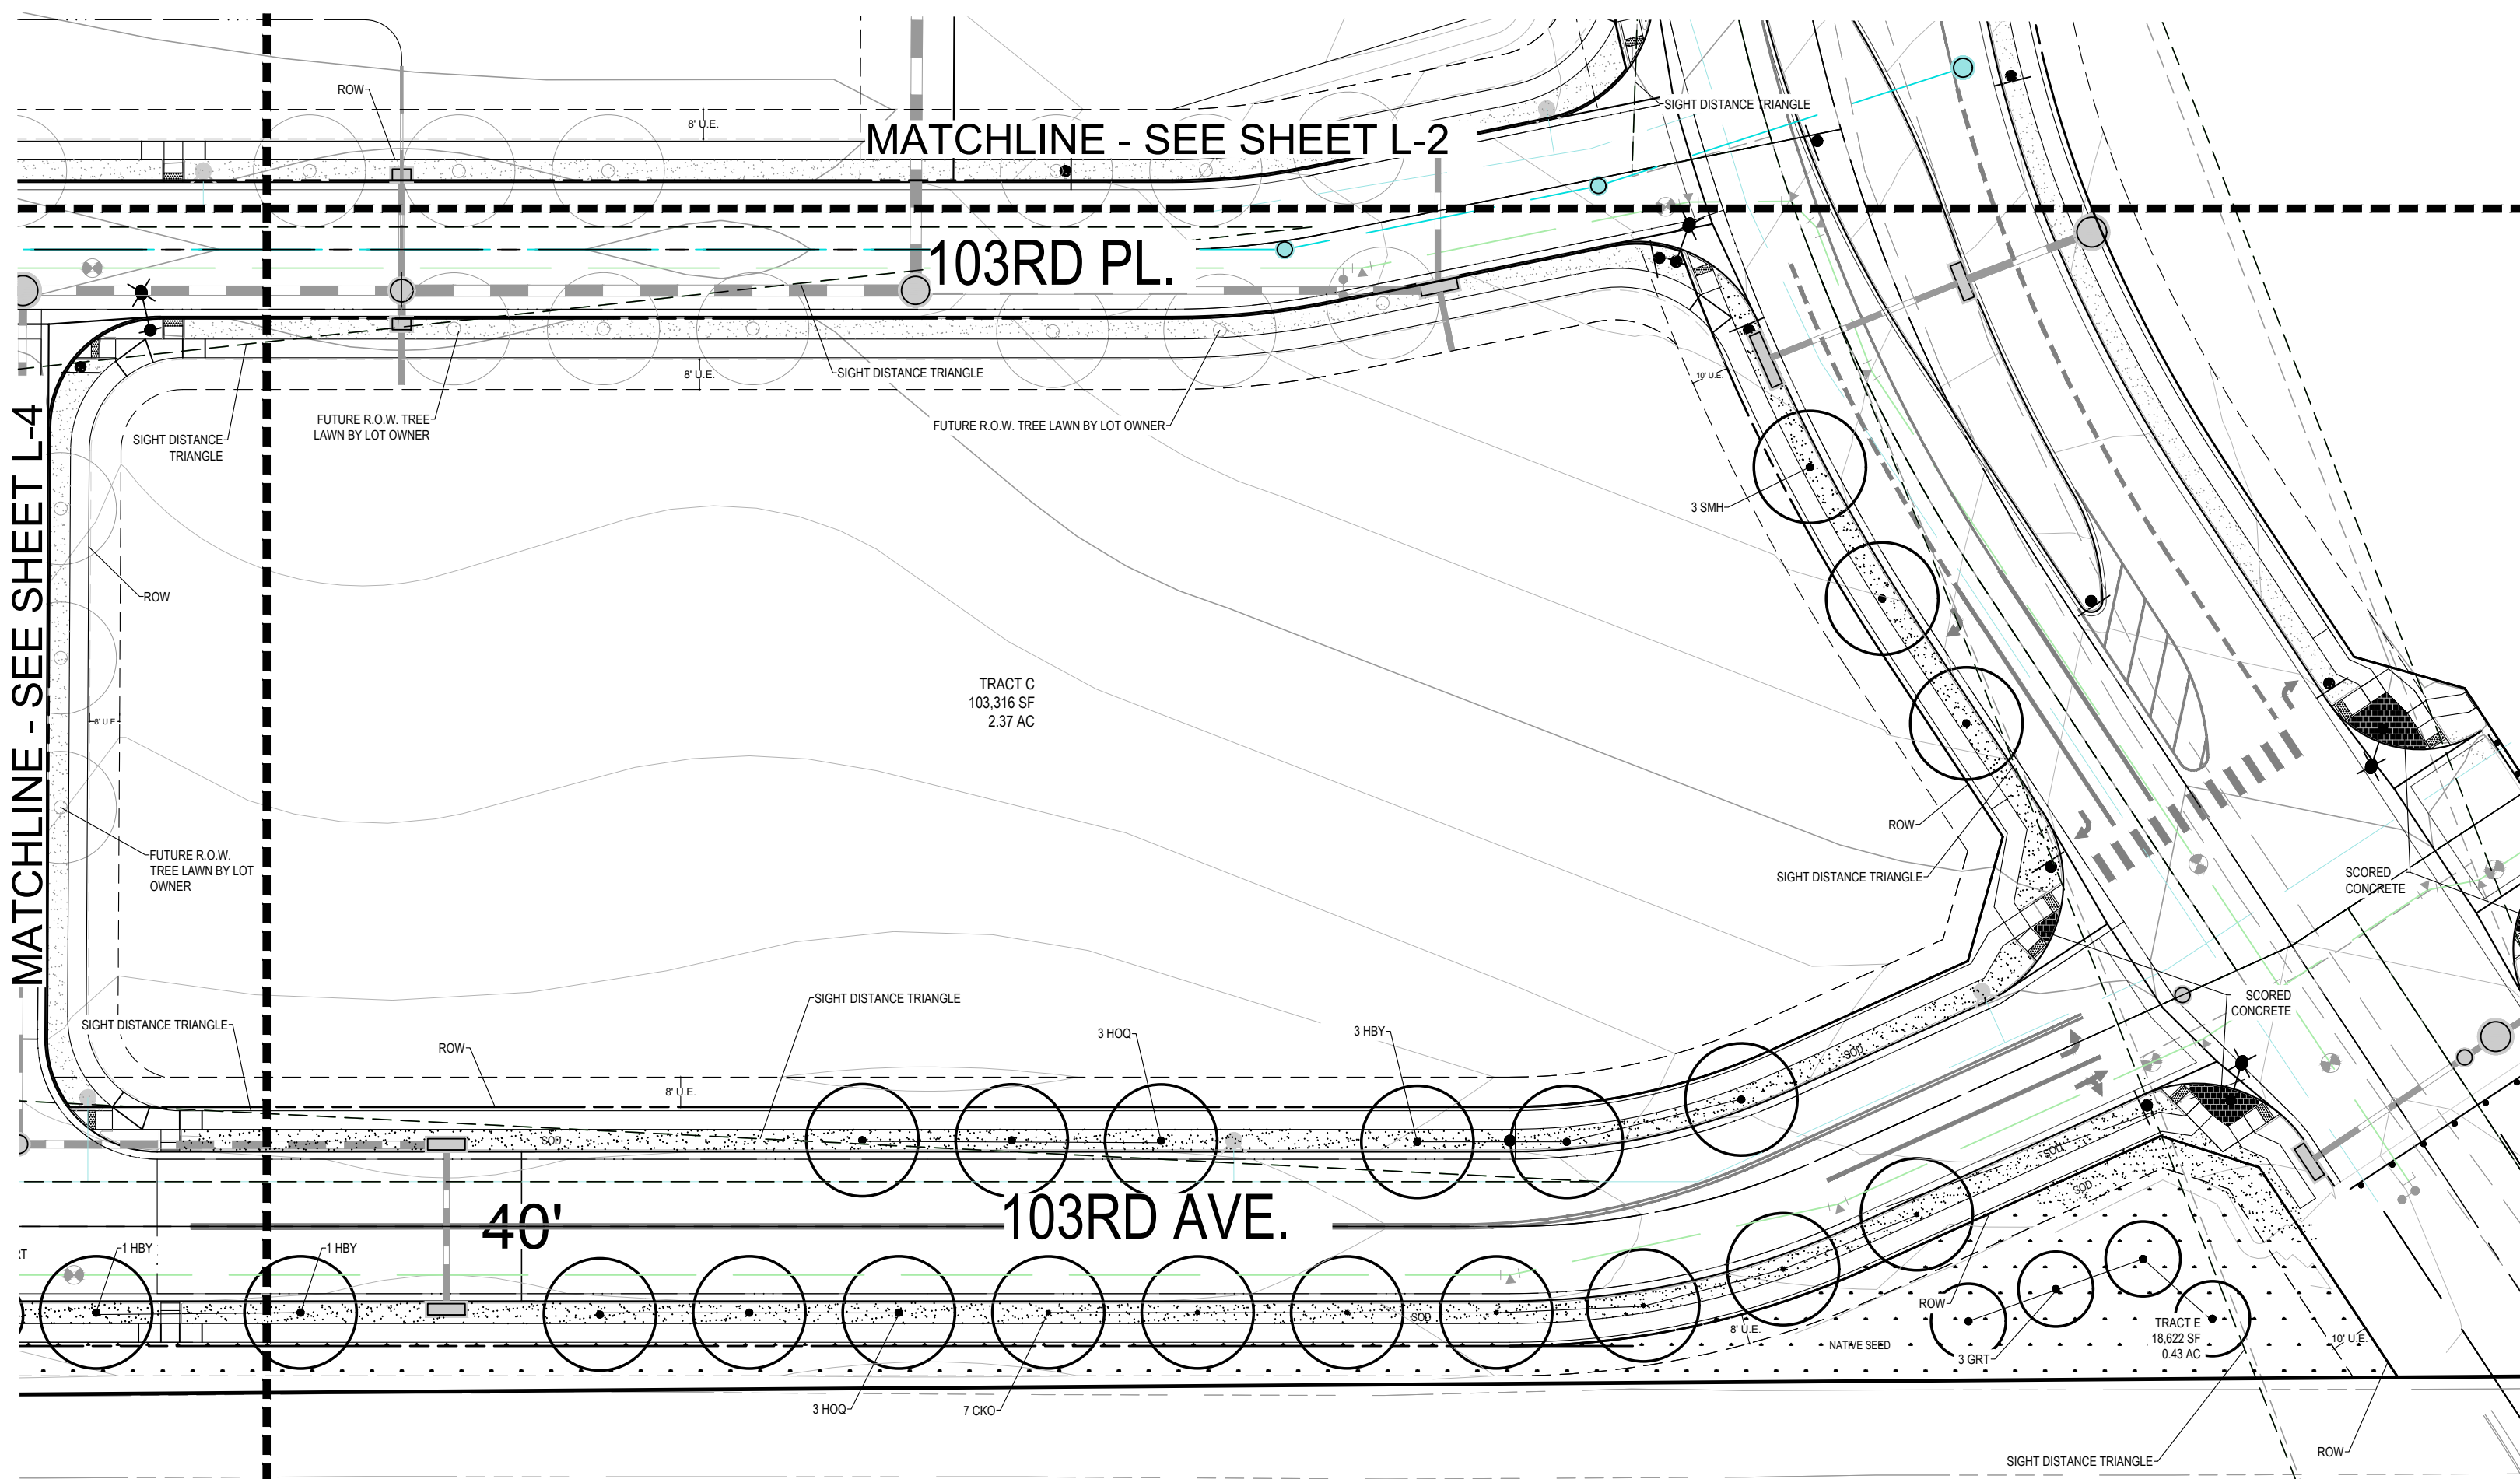 ROW
8' U.E.
SIGHT DISTANCE TRIANGLE
MATCHLINE - SEE SHEET L-2
103RD PL.
8' U.E.
SIGHT DISTANCE TRIANGLE
10' U.E.
FUTURE R.O.W. TREE
LAWN BY LOT OWNER
FUTURE R.O.W. TREE LAWN BY LOT OWNER
SIGHT DISTANCE
TRIANGLE
MATCHLINE - SEE SHEET L-4
3 SMH
ROW
TRACT C
103,316 SF
2.37 AC
8' U.E.
ROW
FUTURE R.O.W.
TREE LAWN BY LOT
OWNER
SIGHT DISTANCE TRIANGLE
SCORED
CONCRETE
SIGHT DISTANCE TRIANGLE
SCORED
CONCRETE
SIGHT DISTANCE TRIANGLE
3 HOQ
3 HBY
ROW
SOD
8' U.E.
SOD
SOD
SOD
103RD AVE.
40'
RT
1 HBY
1 HBY
ROW
SOD
8' U.E.
NATIVE SEED
3 GRT
TRACT E
18,622 SF
0.43 AC
10' U.E.
3 HOQ
7 CKO
ROW
SIGHT DISTANCE TRIANGLE